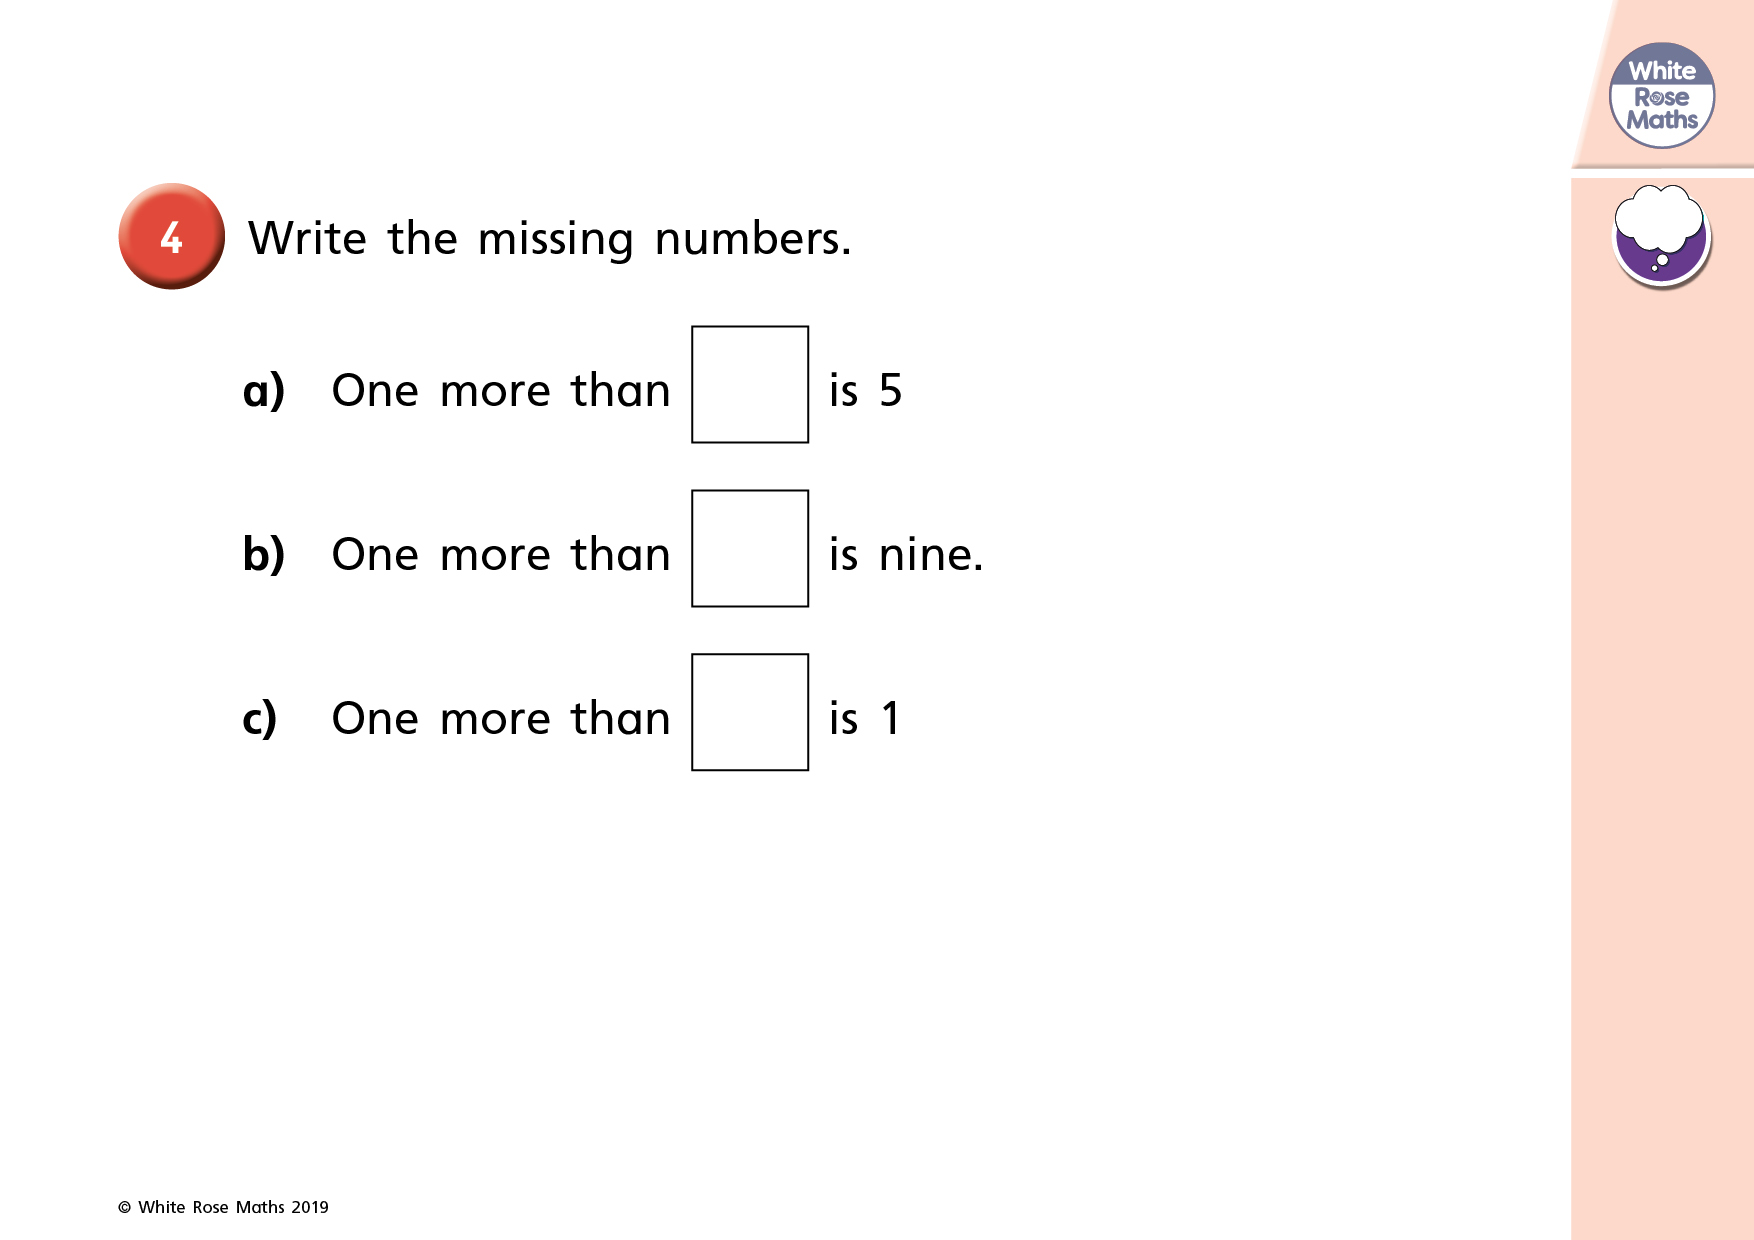 White
Rose
Maths
4 Write the missing numbers.
a) One more than is 5
b) One more than is nine.
c) One more than is 1
© White Rose Maths 2019